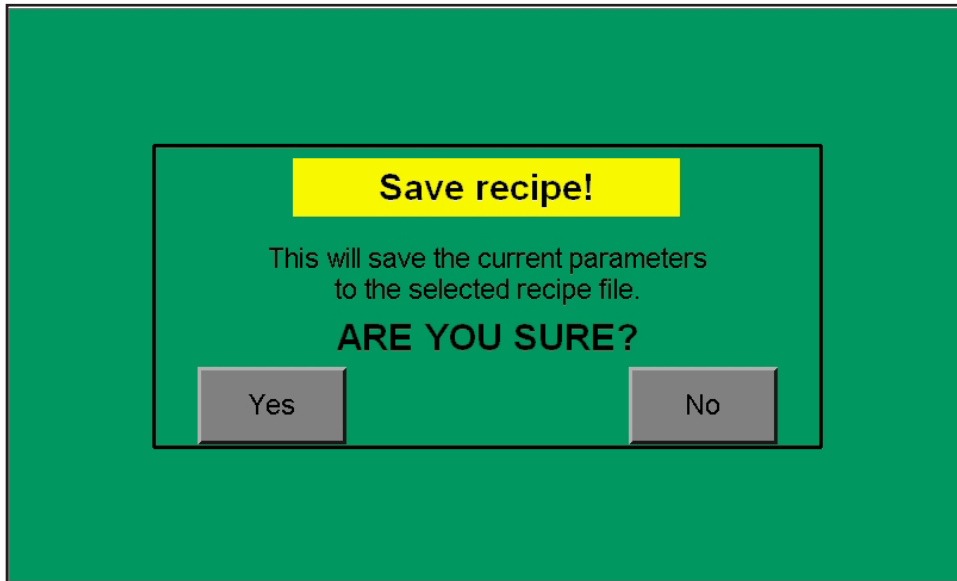 Save recipe!
This will save the current parameters
to the selected recipe file.
ARE YOU SURE?
Yes
No